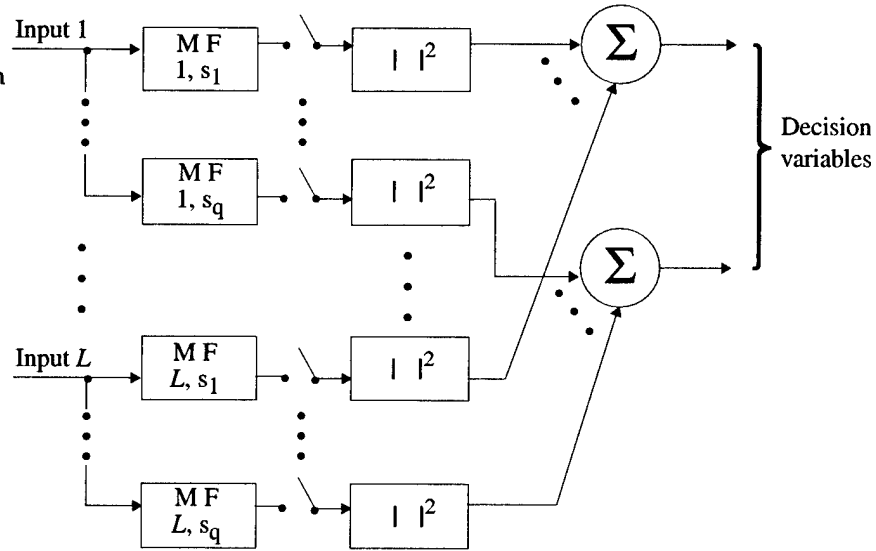 Input 1
n
M F
1, s1
| |2
Σ
Decision
variables
M F
1, sq
| |2
Σ
Input L
M F
L, s1
| |2
M F
L, sq
| |2